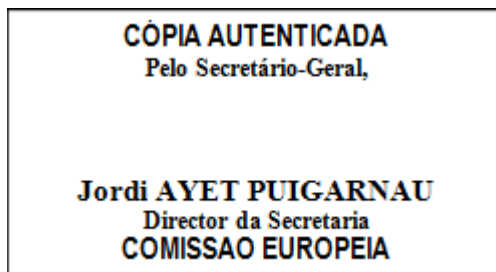 CÓPIA AUTENTICADA
Pelo Secretário-Geral,
Jordi AYET PUIGARNAU
Director da Secretaria
COMISSAO EUROPEIA